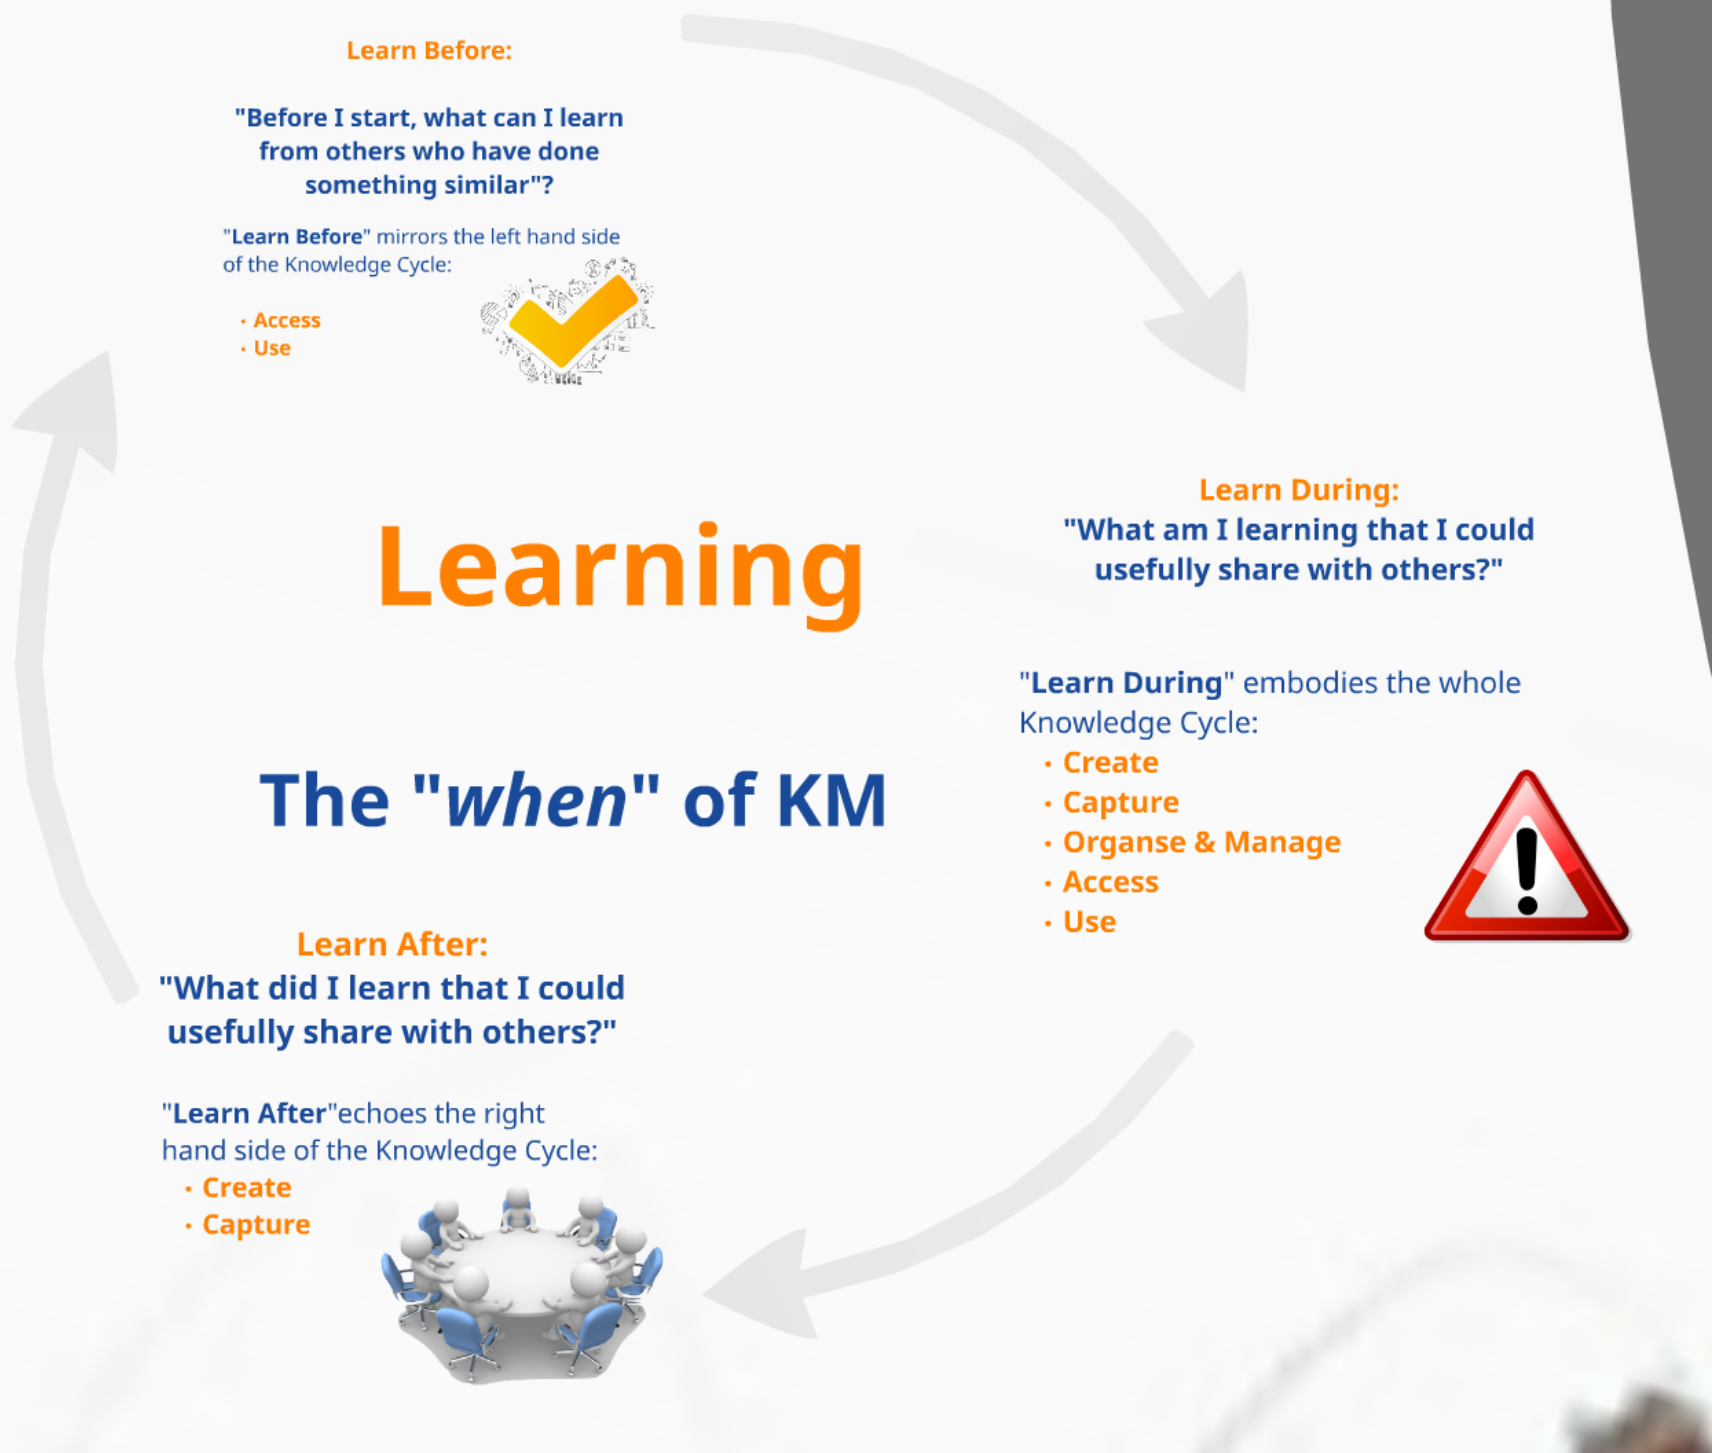 Learn Before:
"Before I start, what can I learn
from others who have done
something similar"?
"Learn Before" mirrors the left hand side
of the Knowledge Cycle:
• Access
• Use
Learning
The "when" of KM
Learn During:
"What am I learning that I could
usefully share with others?"
"Learn During" embodies the whole
Knowledge Cycle:
• Create
• Capture
• Organse & Manage
• Access
• Use
Learn After:
"What did I learn that I could
usefully share with others?"
"Learn After"echoes the right
hand side of the Knowledge Cycle:
• Create
• Capture